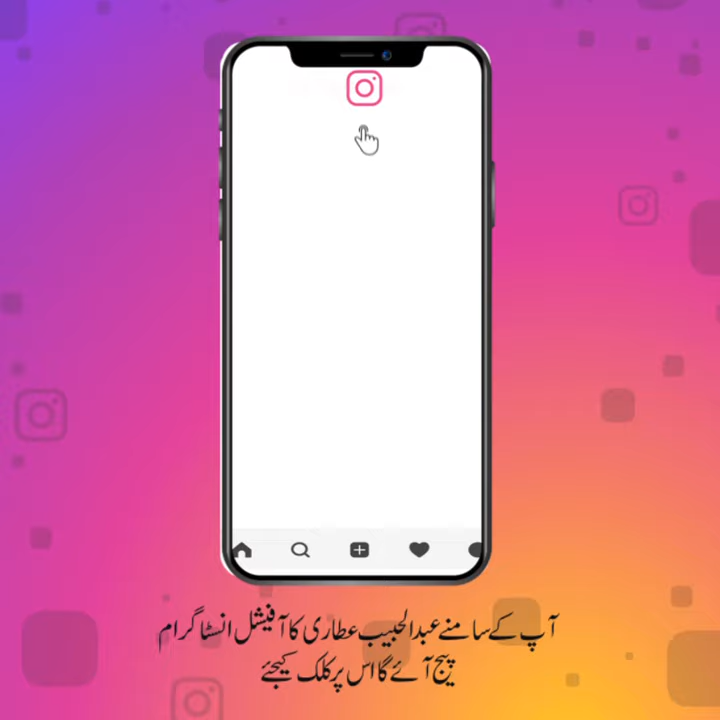 آپ کے سامنے عبدالحبیب عطاری کا آفیشل انسٹاگرام
پیج آئے گا اس پر کلک کیجئے